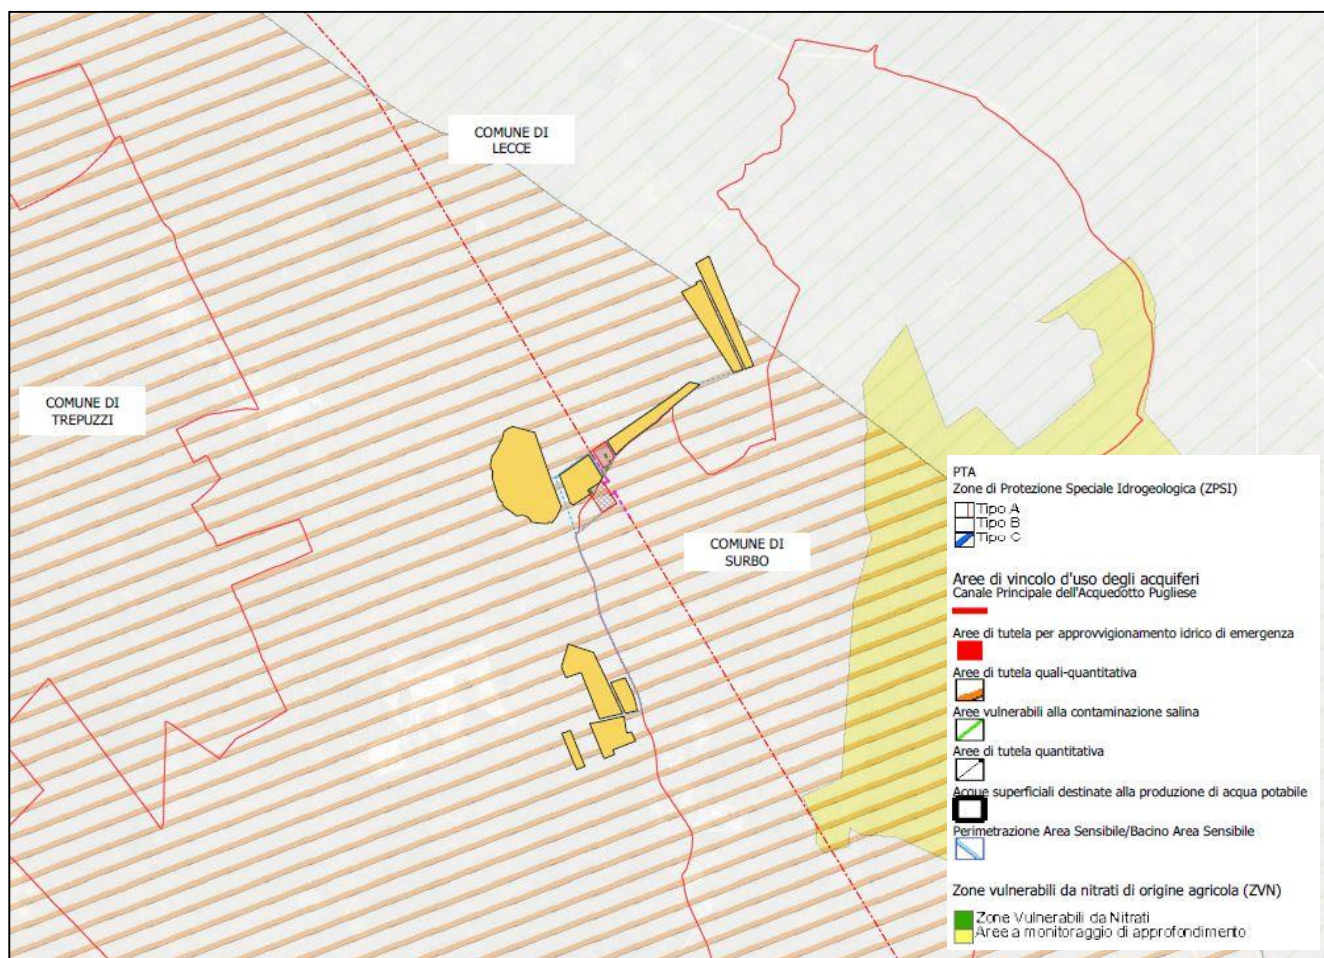 COMUNE DI
LECCE
COMUNE DI
TREPUZZI
COMUNE DI
SURBO
PTA
Zone di Protezione Speciale Idrogeologica (ZPSI)
Tipo A
Tipo B
Tipo C
Aree di vincolo d'uso degli acquiferi
Canale Principale dell'Acquedotto Pugliese
Aree di tutela per approvvigionamento idrico di emergenza
Aree di tutela quali-quantitativa
Aree vulnerabili alla contaminazione salina
Aree di tutela quantitativa
Acque superficiali destinate alla produzione di acqua potabile
Perimetrazione Area Sensibile/Bacino Area Sensibile
Zone vulnerabili da nitrati di origine agricola (ZVN)
Zone Vulnerabili da Nitrati
Aree a monitoraggio di approfondimento